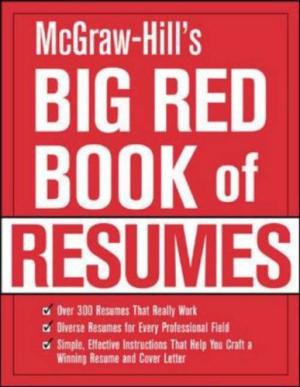 McGraw-Hill's
BIG RED
BOOK of
RESUMES
Over 300 Resumes That Really Work
Diverse Resumes for Every Professional Field
Simple, Effective Instructions That Help You Craft a
Winning Resume and Cover Letter